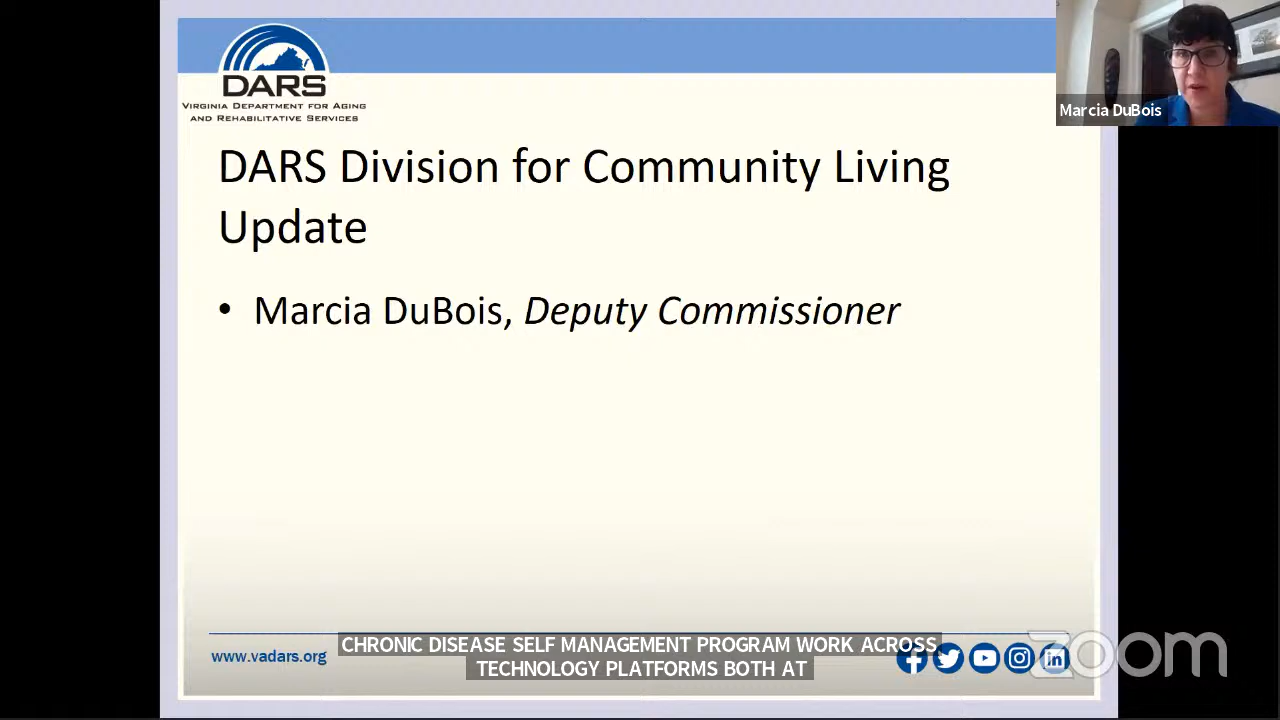 DARS
VIRGINIA DEPARTMENT FOR AGING
AND REHABILITATIVE SERVICES
Marcia DuBois
DARS Division for Community Living
Update
• Marcia DuBois, Deputy Commissioner
CHRONIC DISEASE SELF MANAGEMENT PROGRAM WORK ACROSS
TECHNOLOGY PLATFORMS BOTH AT
www.vadars.org
zoom